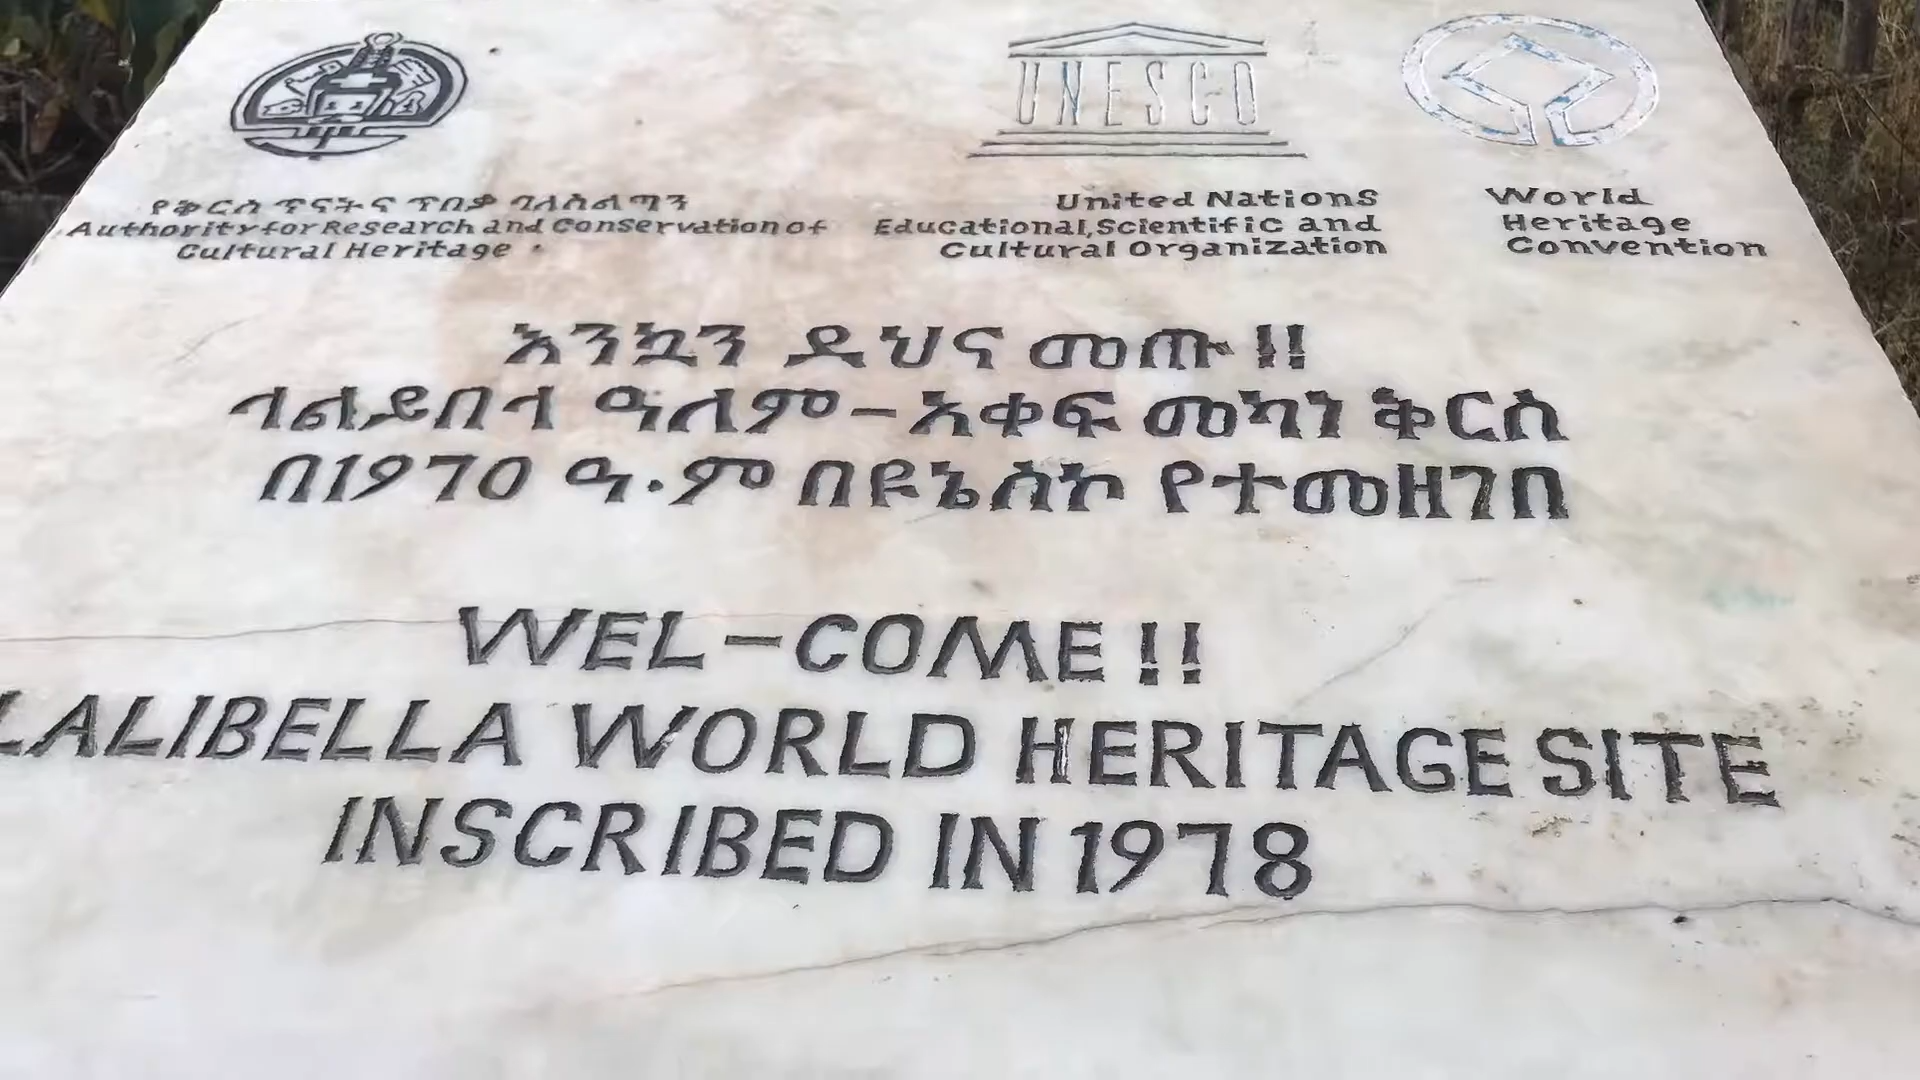 UNESCO
የቅርስ ጥናትና ጥበቃ ባለስልጣን
Authority for Research and Conservation of
Cultural Heritage
United Nations
Educational, Scientific and
Cultural Organization
World
Heritage
Convention
እንኳን ደህና መጡ !!
ላልይበላ ዓለም-አቀፍ መካነ ቅርስ
በ1970 ዓ.ም በዩኔስኮ የተመዘገበ
WEL-COME !!
LALIBELLA WORLD HERITAGE SITE
INSCRIBED IN 1978